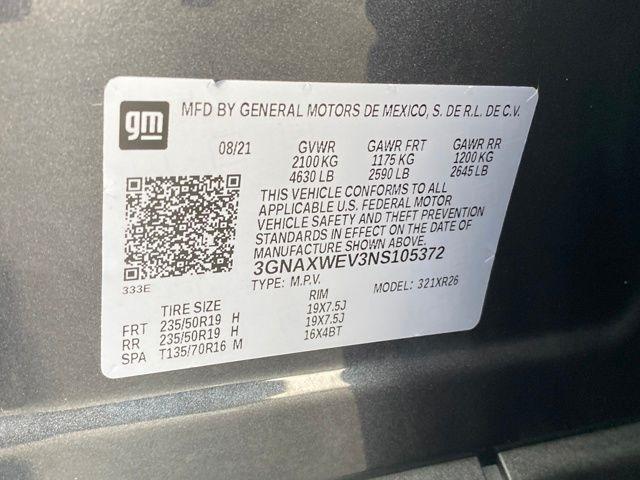 gm
MFD BY GENERAL MOTORS DE MEXICO, S. DE R.L. DE C.V.
08/21 GVWR GAWR FRT GAWR RR
2100 KG 1175 KG 1200 KG
4630 LB 2590 LB 2645 LB
THIS VEHICLE CONFORMS TO ALL
APPLICABLE U.S. FEDERAL MOTOR
VEHICLE SAFETY AND THEFT PREVENTION
STANDARDS IN EFFECT ON THE DATE OF
MANUFACTURE SHOWN ABOVE.
3GNAXWEV3NS105372
333E
TYPE: M.P.V. MODEL: 321XR26
TIRE SIZE RIM
FRT 235/50R19 H 19X7.5J
RR 235/50R19 H 19X7.5J
SPA T135/70R16 M 16X4BT